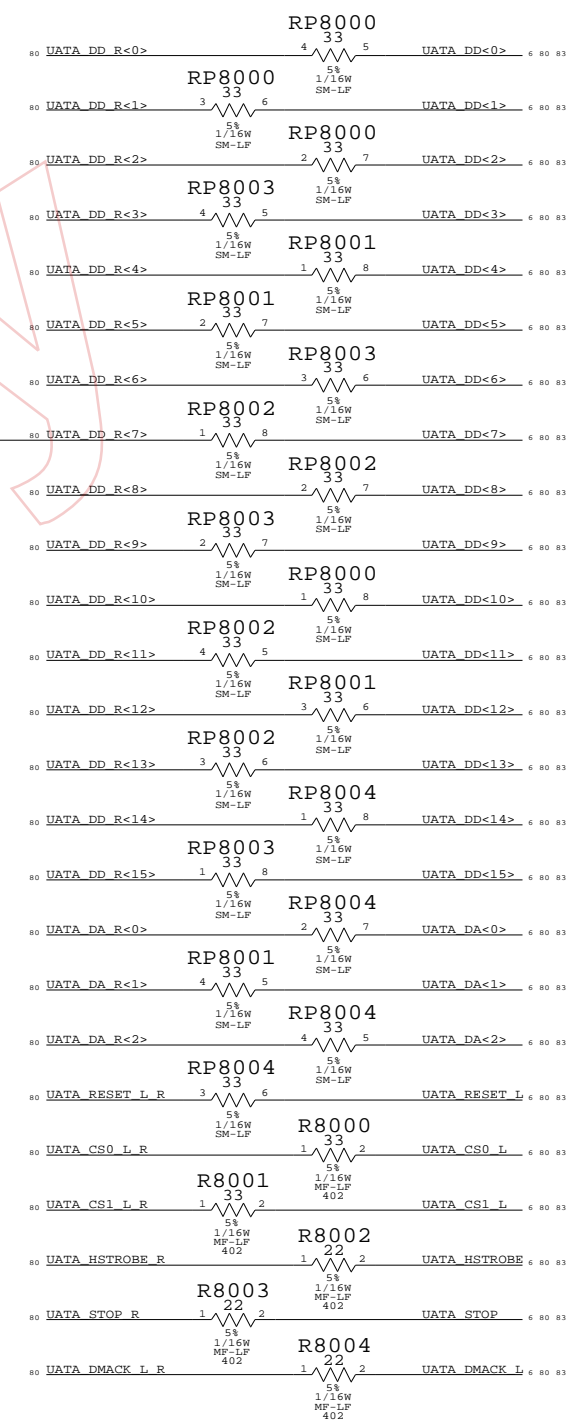 RP8000
33
80 UATA_DD_R<0> 4 5 UATA_DD<0> 6 80 83
5%
1/16W
SM-LF
RP8000
33
80 UATA_DD_R<1> 3 6 UATA_DD<1> 6 80 83
5%
1/16W
SM-LF
RP8000
33
80 UATA_DD_R<2> 2 7 UATA_DD<2> 6 80 83
5%
1/16W
SM-LF
RP8003
33
80 UATA_DD_R<3> 4 5 UATA_DD<3> 6 80 83
5%
1/16W
SM-LF
RP8001
33
80 UATA_DD_R<4> 1 8 UATA_DD<4> 6 80 83
5%
1/16W
SM-LF
RP8001
33
80 UATA_DD_R<5> 2 7 UATA_DD<5> 6 80 83
5%
1/16W
SM-LF
RP8003
33
80 UATA_DD_R<6> 3 6 UATA_DD<6> 6 80 83
5%
1/16W
SM-LF
RP8002
33
80 UATA_DD_R<7> 1 8 UATA_DD<7> 6 80 83
5%
1/16W
SM-LF
RP8002
33
80 UATA_DD_R<8> 2 7 UATA_DD<8> 6 80 83
5%
1/16W
SM-LF
RP8003
33
80 UATA_DD_R<9> 2 7 UATA_DD<9> 6 80 83
5%
1/16W
SM-LF
RP8000
33
80 UATA_DD_R<10> 1 8 UATA_DD<10> 6 80 83
5%
1/16W
SM-LF
RP8002
33
80 UATA_DD_R<11> 4 5 UATA_DD<11> 6 80 83
5%
1/16W
SM-LF
RP8001
33
80 UATA_DD_R<12> 3 6 UATA_DD<12> 6 80 83
5%
1/16W
SM-LF
RP8002
33
80 UATA_DD_R<13> 3 6 UATA_DD<13> 6 80 83
5%
1/16W
SM-LF
RP8004
33
80 UATA_DD_R<14> 1 8 UATA_DD<14> 6 80 83
5%
1/16W
SM-LF
RP8003
33
80 UATA_DD_R<15> 1 8 UATA_DD<15> 6 80 83
5%
1/16W
SM-LF
RP8004
33
80 UATA_DA_R<0> 2 7 UATA_DA<0> 6 80 83
5%
1/16W
SM-LF
RP8001
33
80 UATA_DA_R<1> 4 5 UATA_DA<1> 6 80 83
5%
1/16W
SM-LF
RP8004
33
80 UATA_DA_R<2> 4 5 UATA_DA<2> 6 80 83
5%
1/16W
SM-LF
RP8004
33
80 UATA_RESET_L_R 3 6 UATA_RESET_L 6 80 83
5%
1/16W
SM-LF
R8000
33
80 UATA_CS0_L_R 1 2 UATA_CS0_L 6 80 83
5%
1/16W
MF-LF
402
R8001
33
80 UATA_CS1_L_R 1 2 UATA_CS1_L 6 80 83
5%
1/16W
MF-LF
402
R8002
22
80 UATA_HSTROBE_R 1 2 UATA_HSTROBE 6 80 83
5%
1/16W
MF-LF
402
R8003
22
80 UATA_STOP_R 1 2 UATA_STOP 6 80 83
5%
1/16W
MF-LF
402
R8004
22
80 UATA_DMACK_L_R 1 2 UATA_DMACK_L 6 80 83
5%
1/16W
MF-LF
402